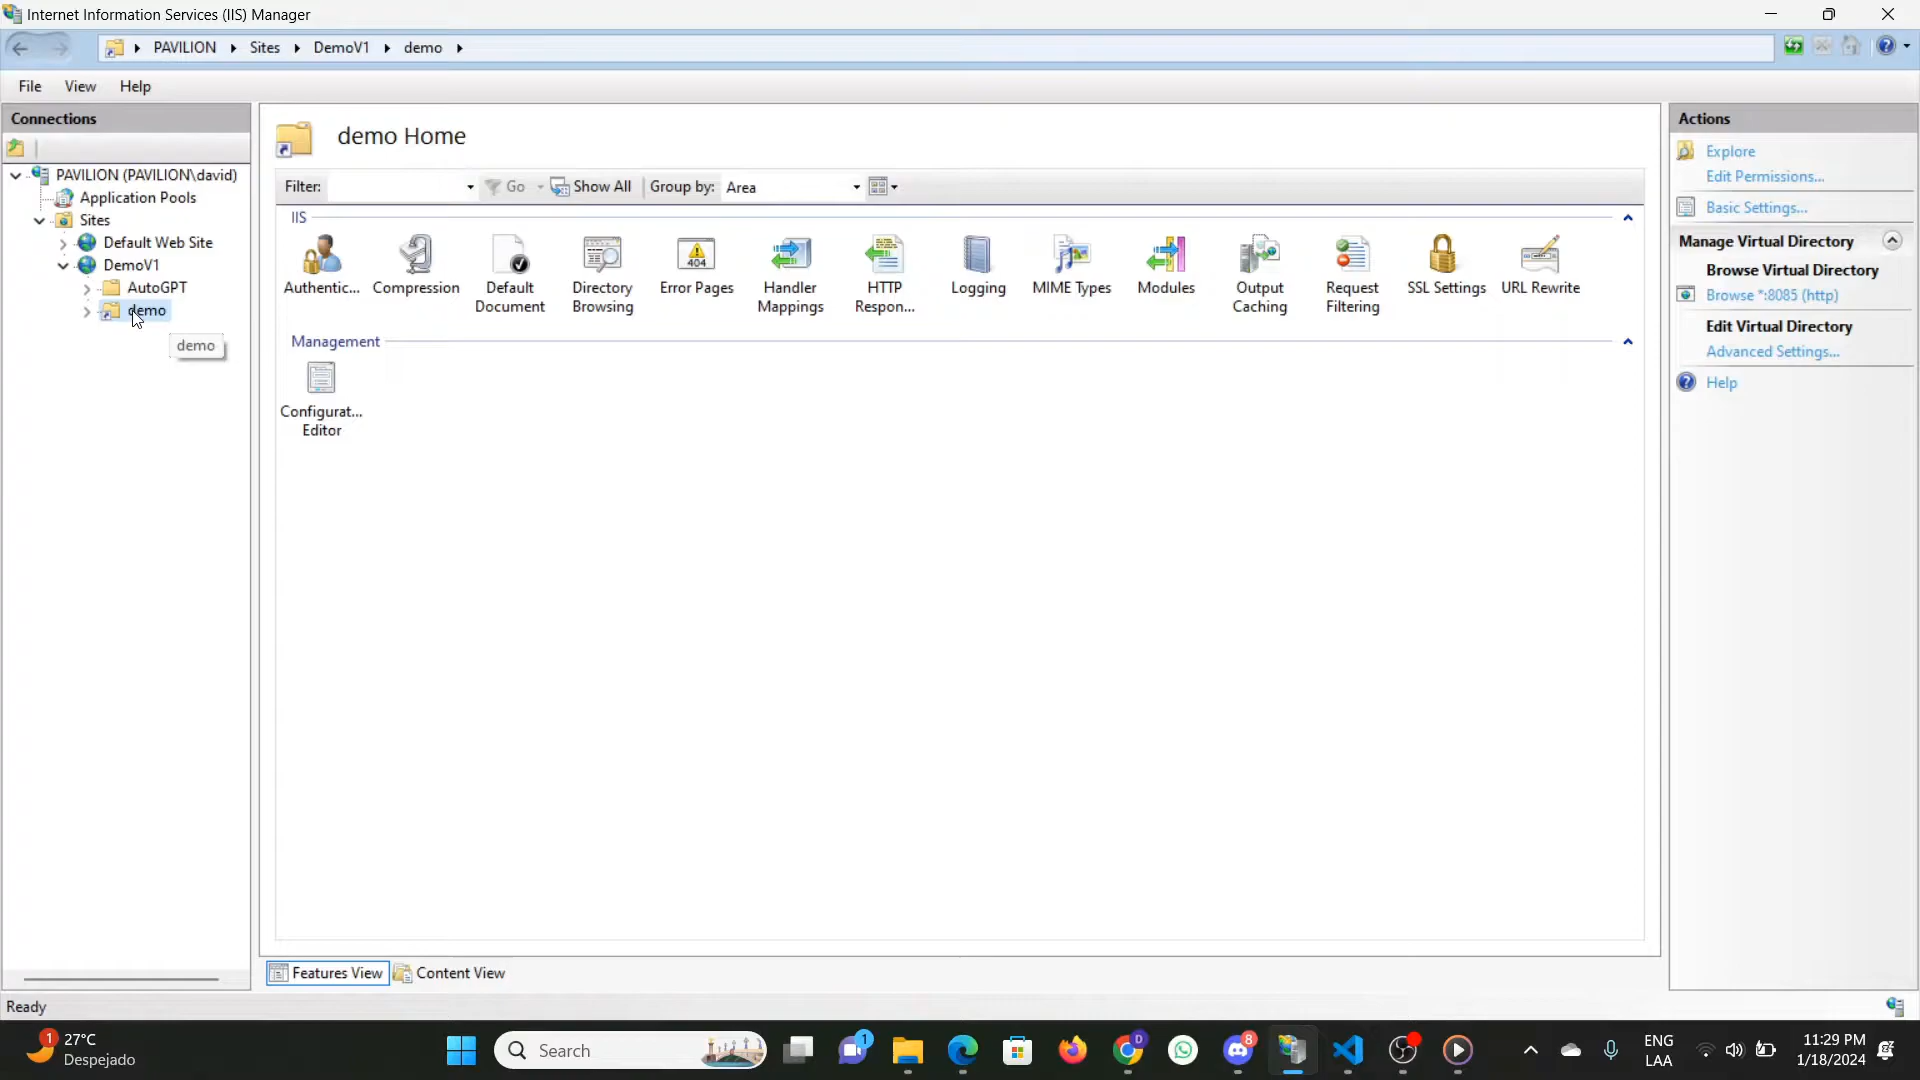 Internet Information Services (IIS) Manager
PAVILION
Sites
DemoV1
demo
File
View
Help
Connections
PAVILION (PAVILION\david)
Application Pools
Sites
Default Web Site
DemoV1
AutoGPT
demo
demo
demo Home
Filter:
Go
Show All
Group by:
Area
IIS
Authentic...
Compression
Default
Document
Directory
Browsing
Error Pages
404
Handler
Mappings
HTTP
Respon...
Logging
MIME Types
Modules
Output
Caching
Request
Filtering
SSL Settings
URL Rewrite
Management
Configurat...
Editor
Features View
Content View
Actions
Explore
Edit Permissions...
Basic Settings...
Manage Virtual Directory
Browse Virtual Directory
Browse *:8085 (http)
Edit Virtual Directory
Advanced Settings...
Help
Ready
1
27°C
Despejado
Search
1
D
8
ENG
LAA
11:29 PM
1/18/2024